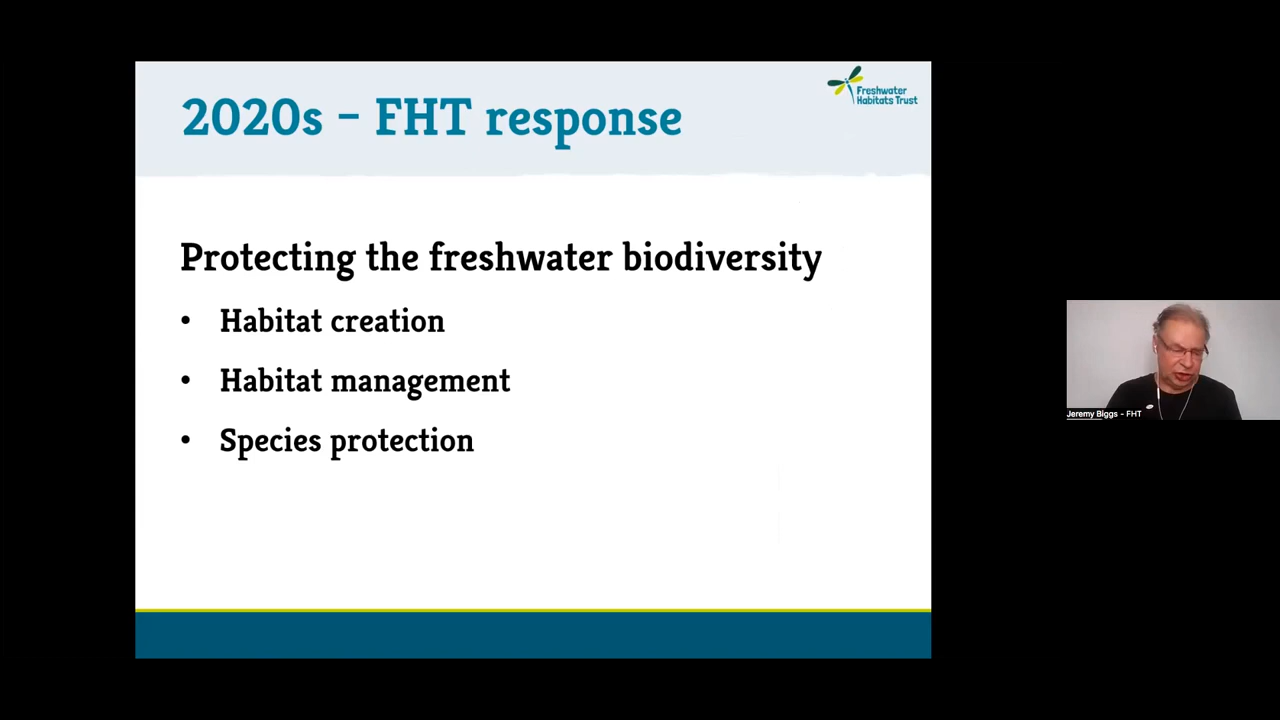 2020s – FHT response
Freshwater
Habitats Trust
Protecting the freshwater biodiversity
• Habitat creation
• Habitat management
• Species protection
Jeremy Biggs - FHT